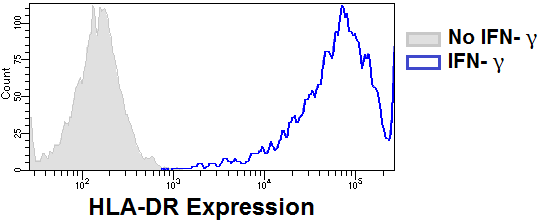 No IFN- γ
IFN- γ
Count
100
75
50
25
0
10²
10³
10⁴
10⁵
HLA-DR Expression